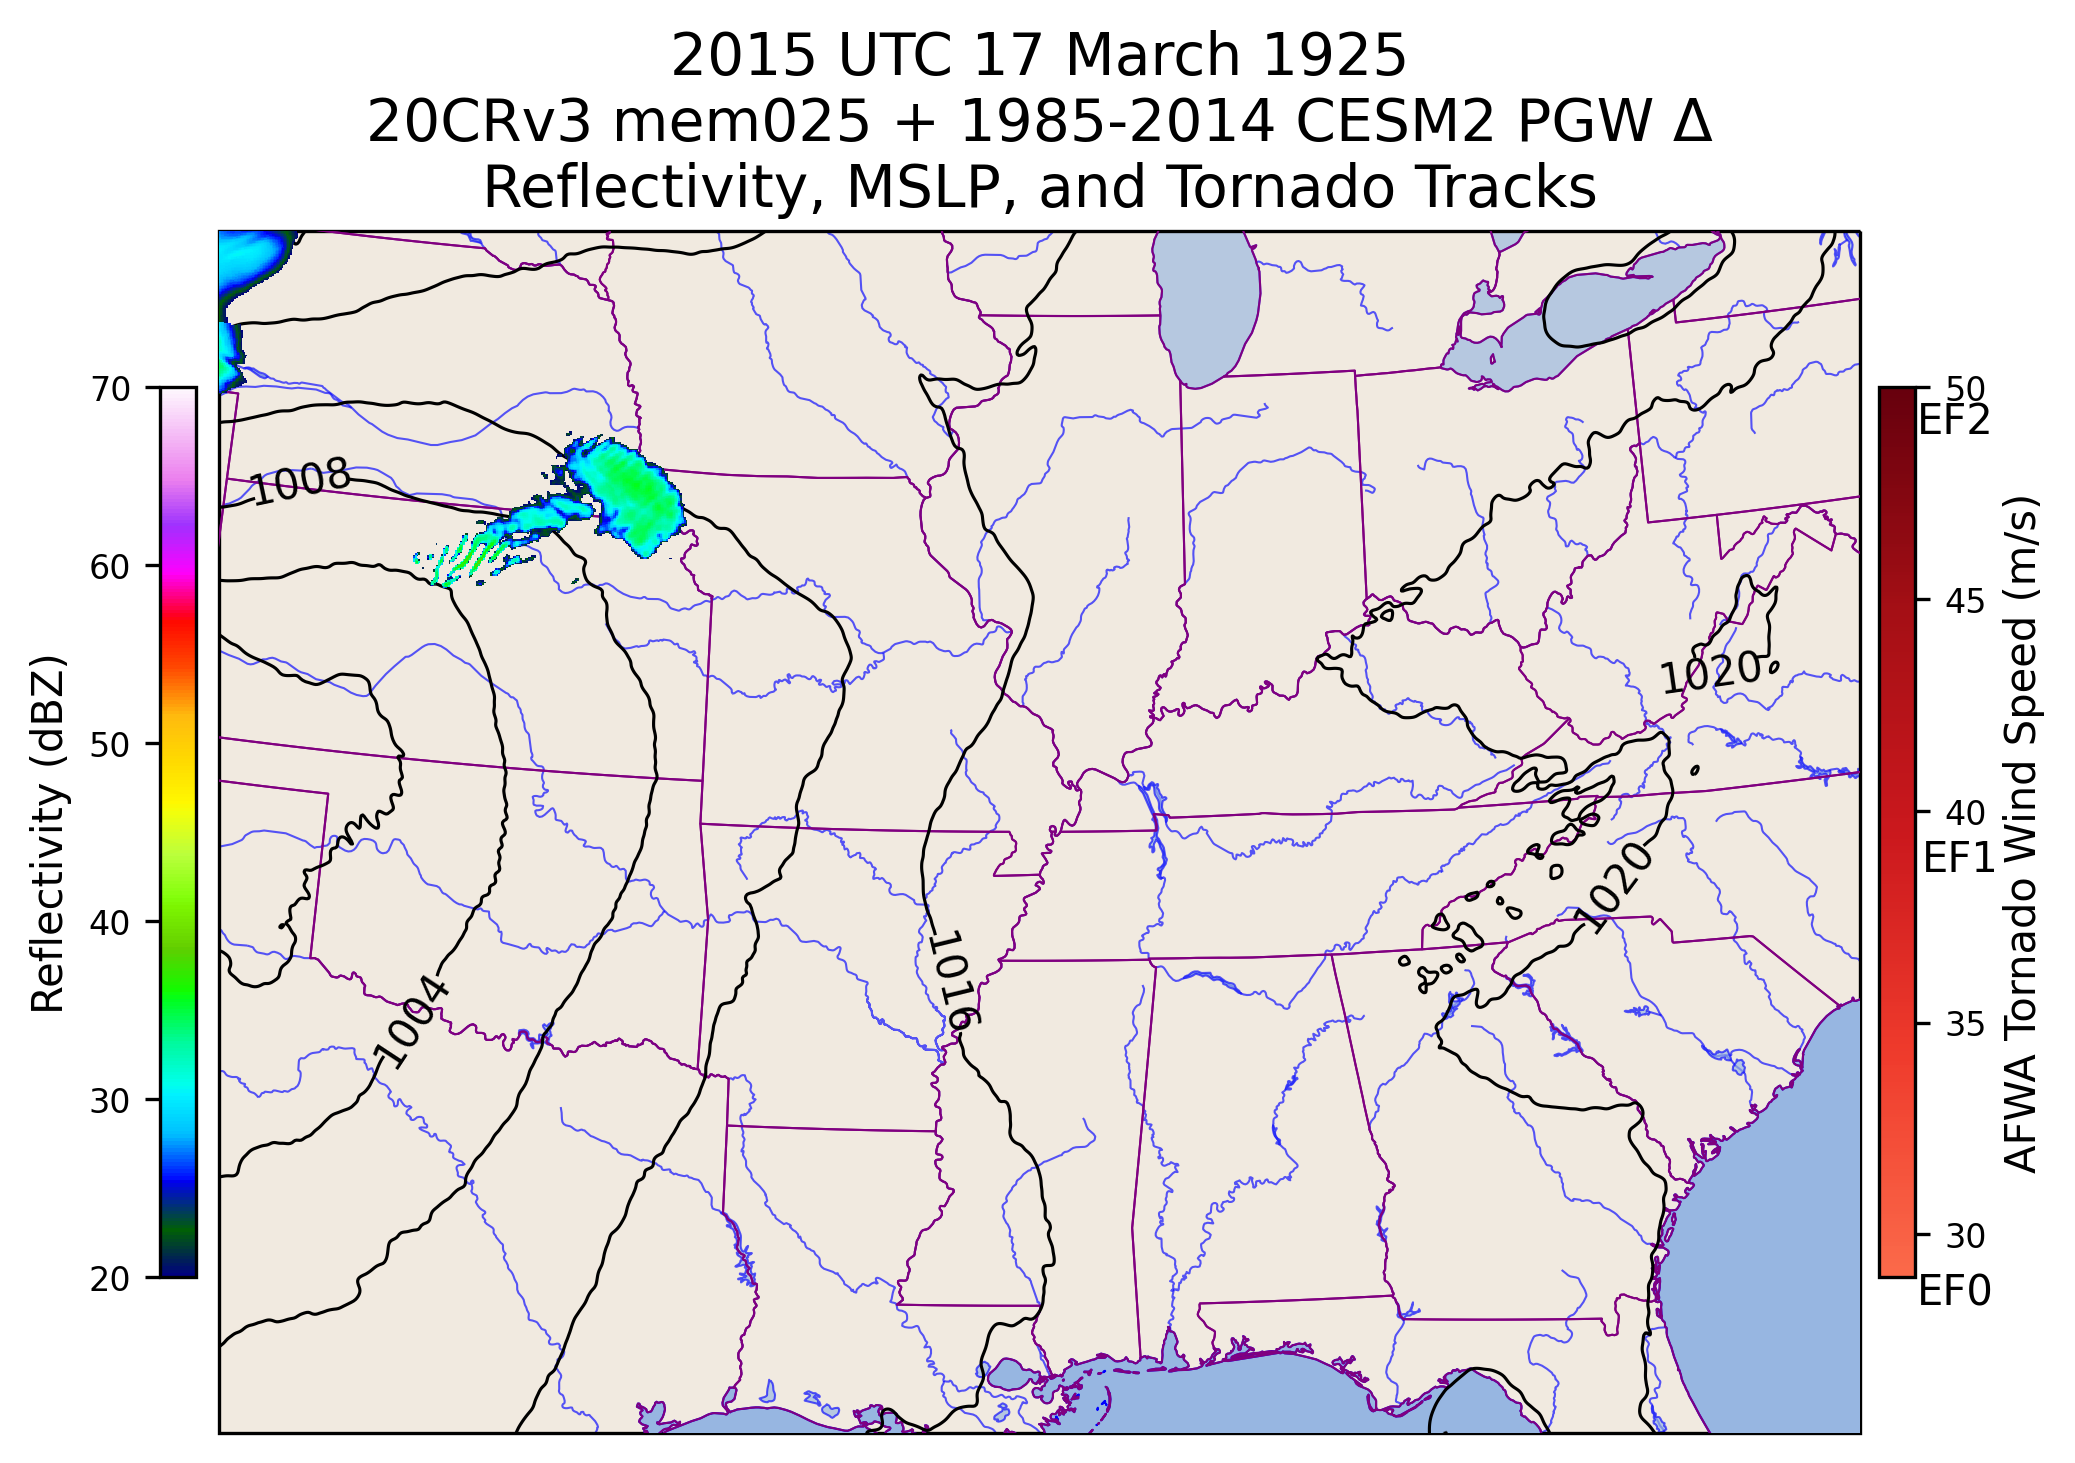 2015 UTC 17 March 1925
20CRv3 mem025 + 1985-2014 CESM2 PGW Δ
Reflectivity, MSLP, and Tornado Tracks
70
60
50
40
30
20
Reflectivity (dBZ)
1008
1004
1016
1020
1020
50
EF2
45
40
EF1
35
30
EF0
AFWA Tornado Wind Speed (m/s)